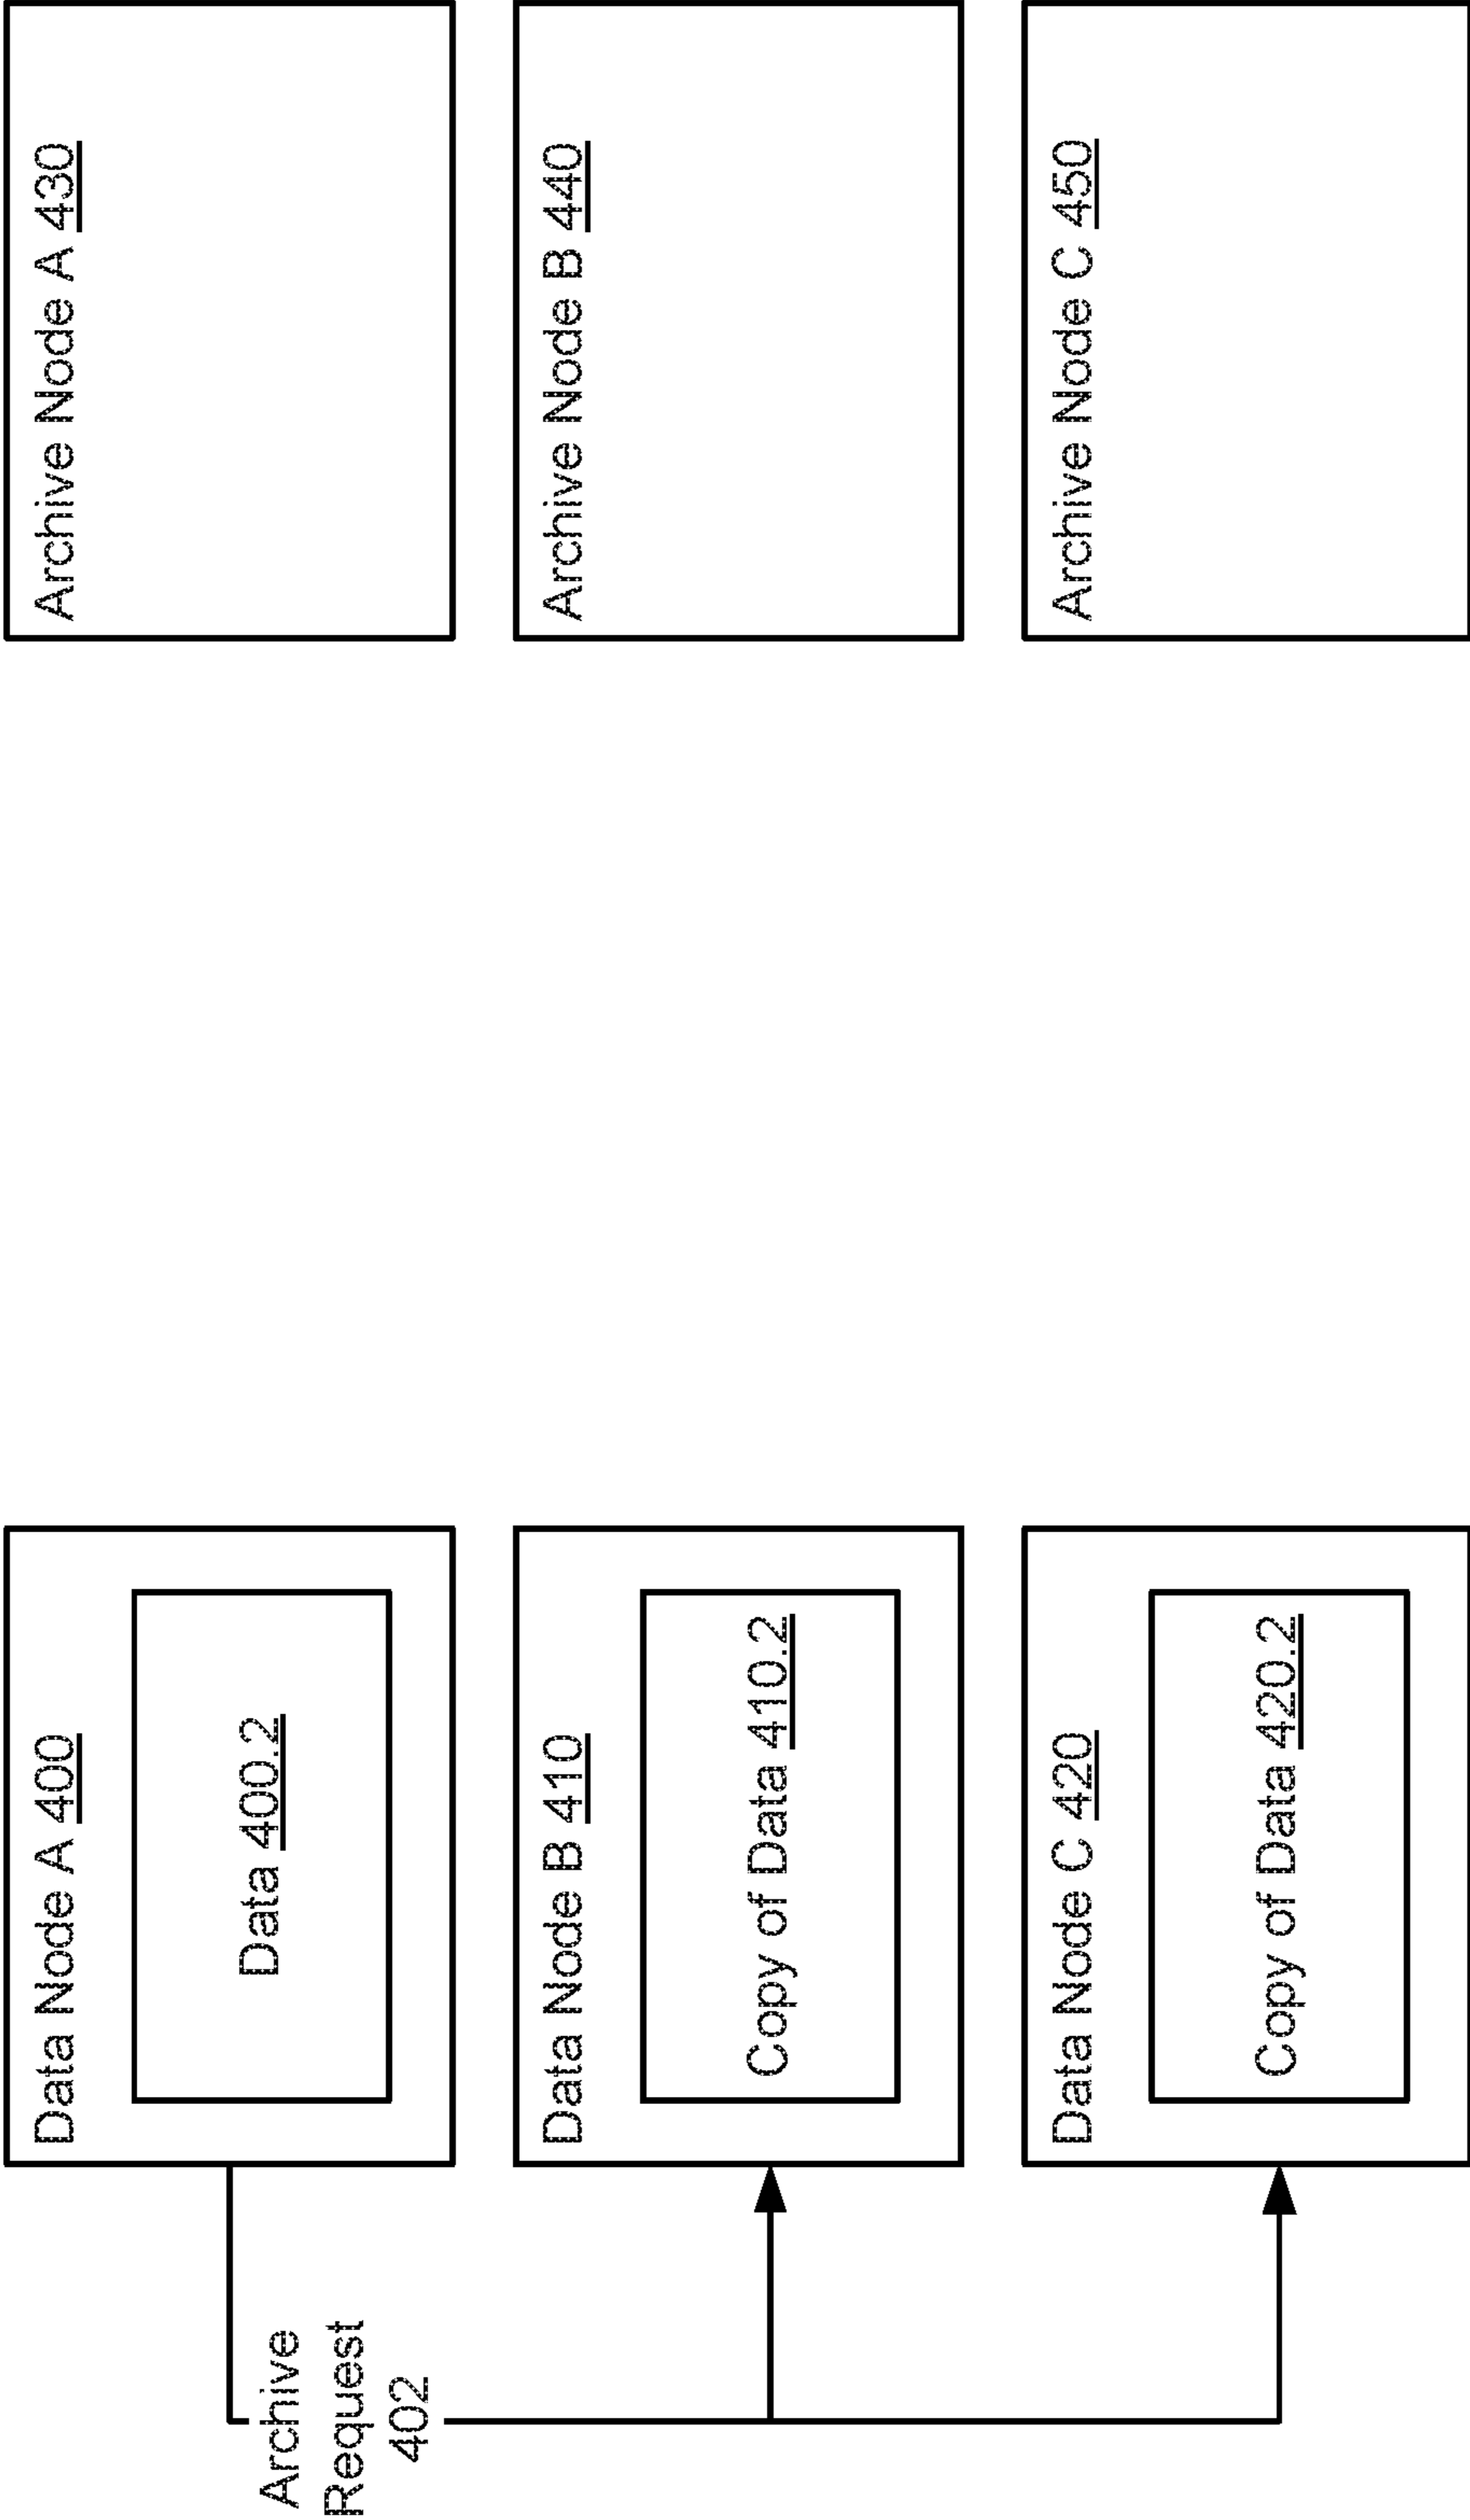 Data Node A 400
Data 400.2
Archive Node A 430
Archive
Request
402
Data Node B 410
Copy of Data 410.2
Archive Node B 440
Data Node C 420
Copy of Data 420.2
Archive Node C 450